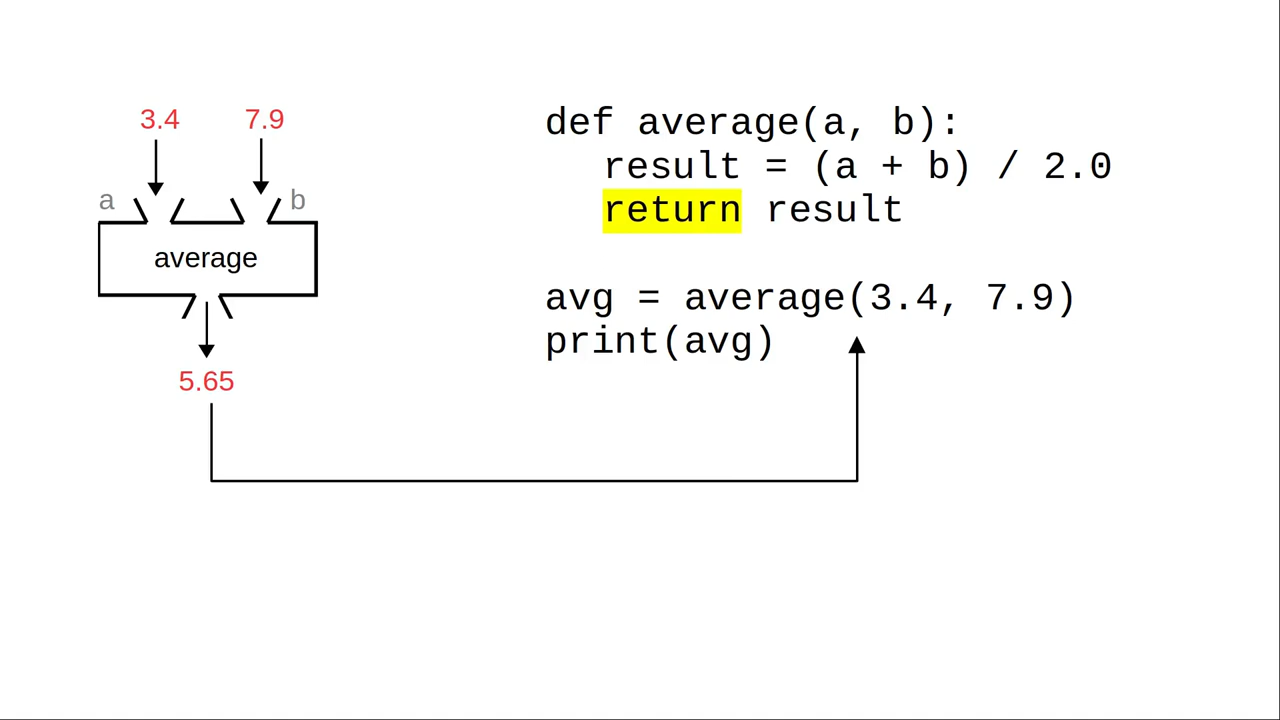 3.4 7.9
a b
average
5.65
def average(a, b):
result = (a + b) / 2.0
return result
avg = average(3.4, 7.9)
print(avg)